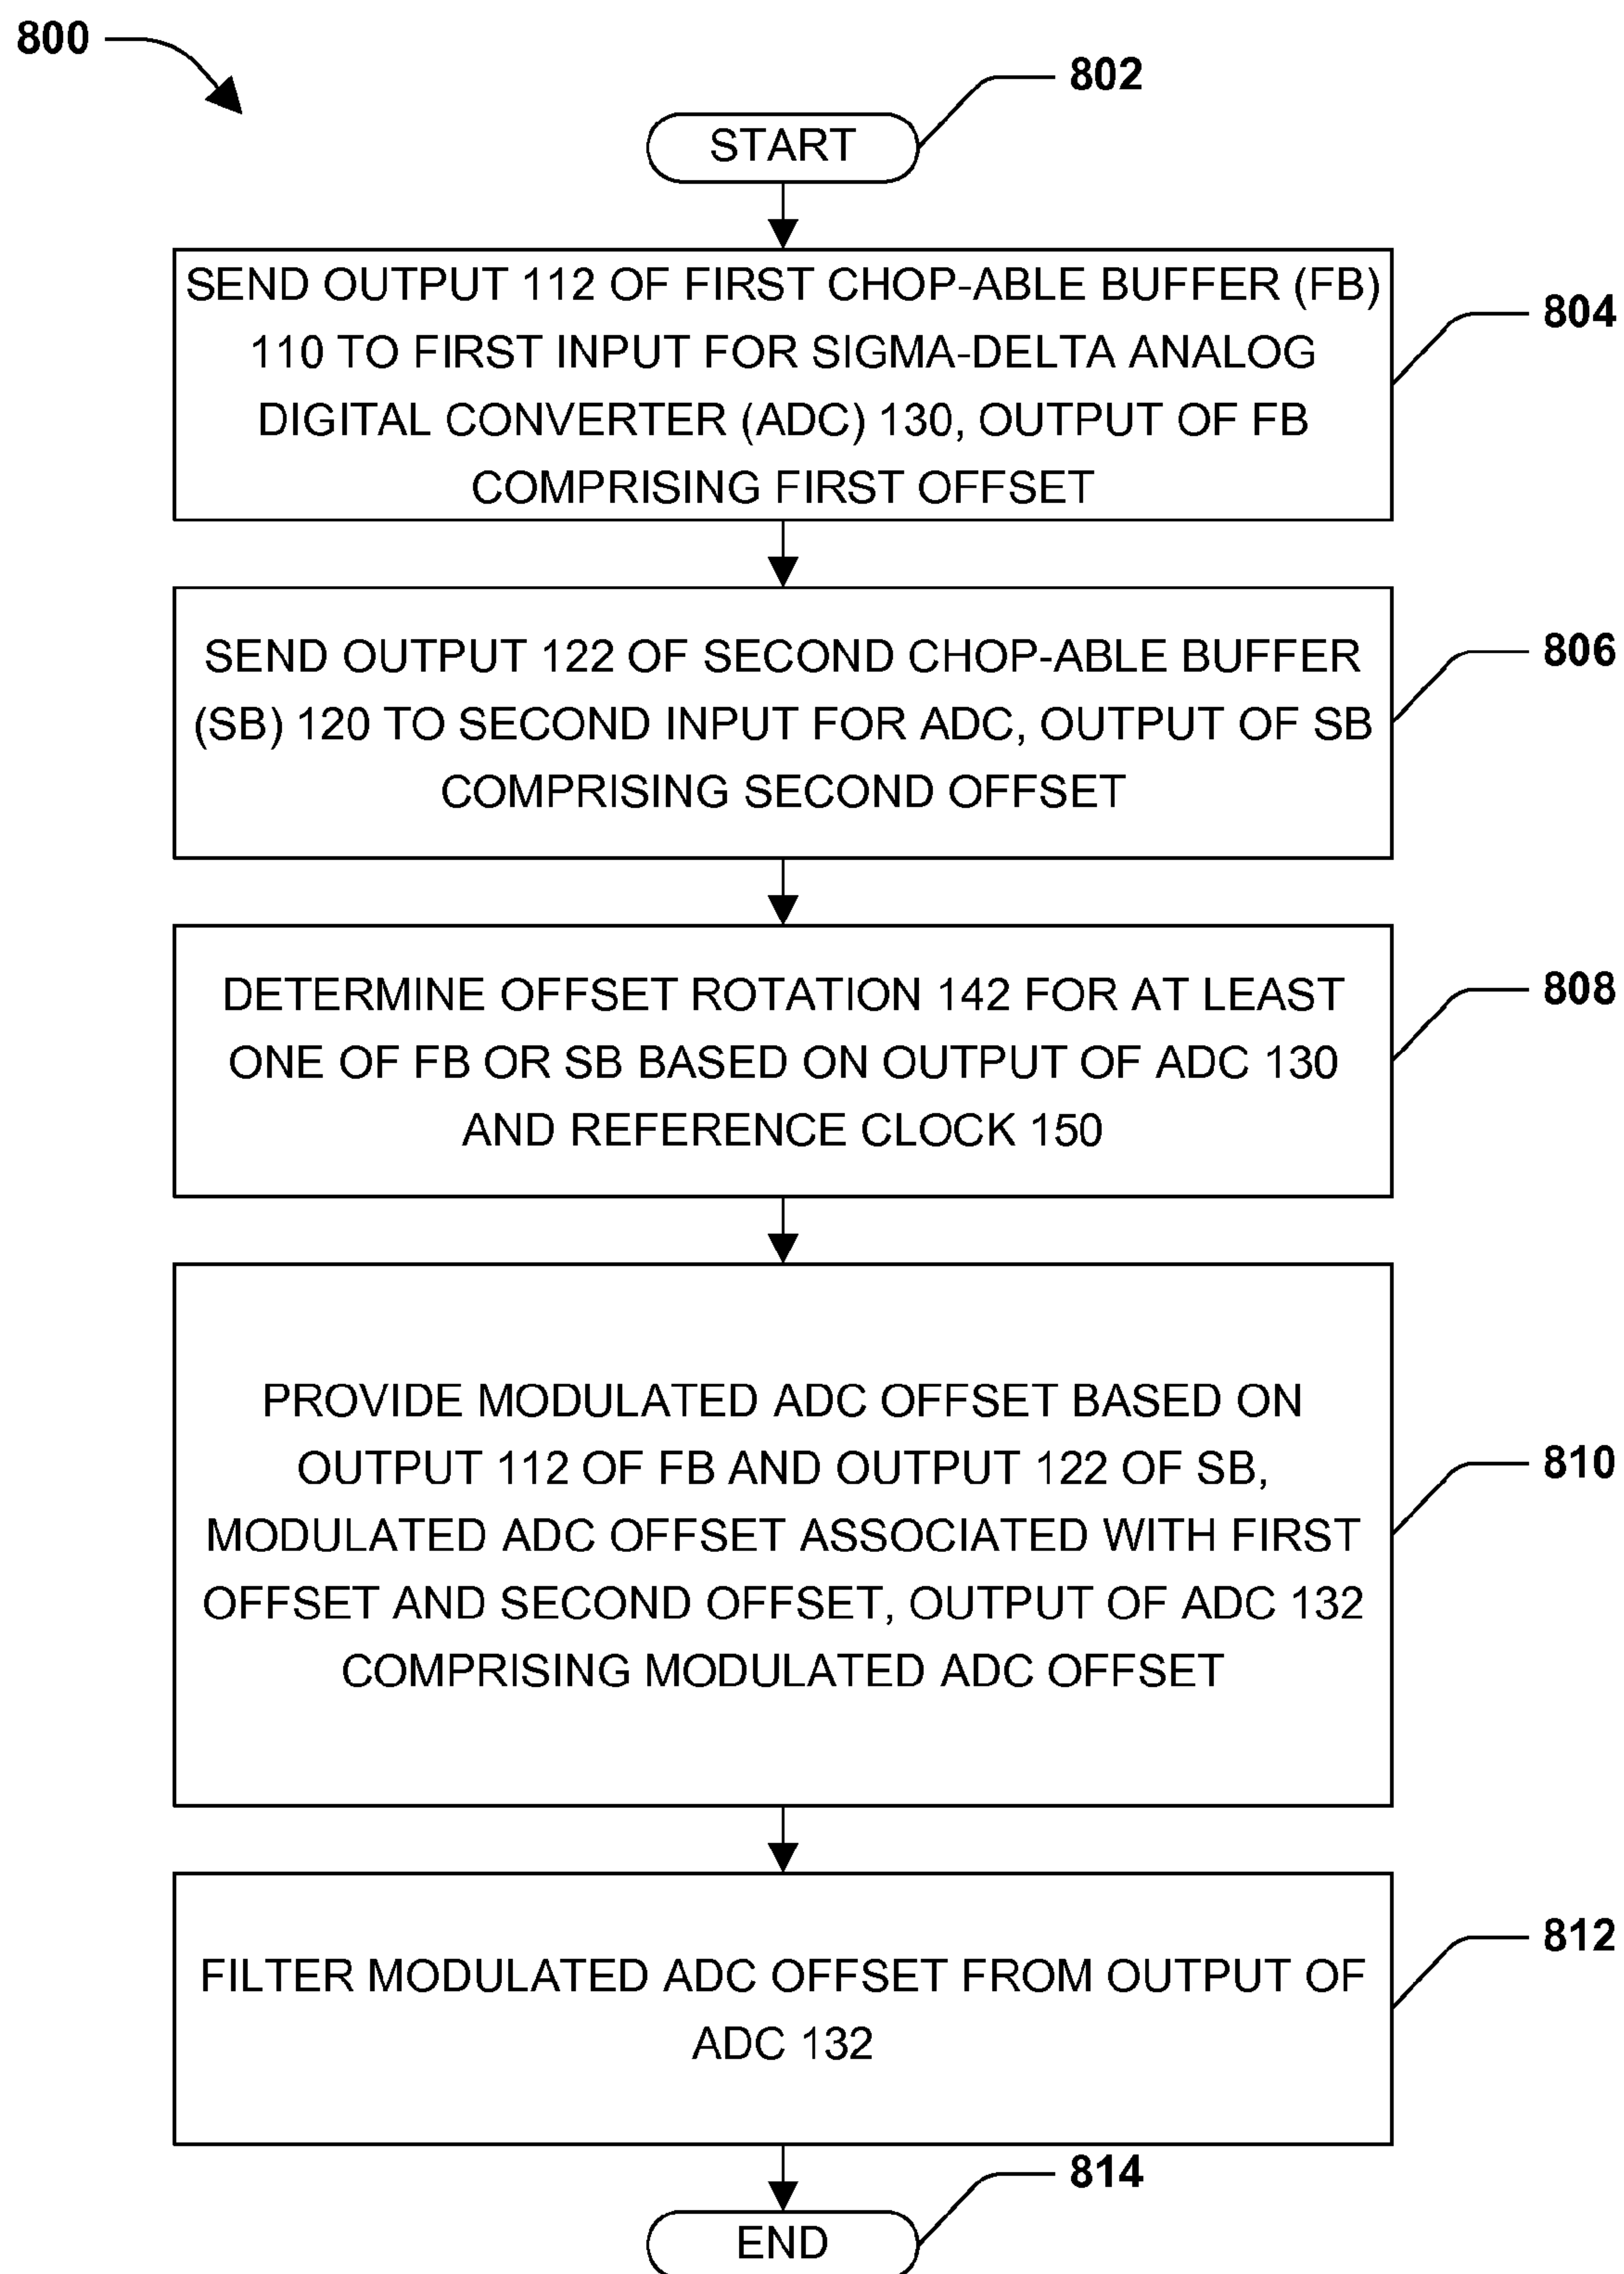 800
802
START
SEND OUTPUT 112 OF FIRST CHOP-ABLE BUFFER (FB)
110 TO FIRST INPUT FOR SIGMA-DELTA ANALOG
DIGITAL CONVERTER (ADC) 130, OUTPUT OF FB
COMPRISING FIRST OFFSET
804
SEND OUTPUT 122 OF SECOND CHOP-ABLE BUFFER
(SB) 120 TO SECOND INPUT FOR ADC, OUTPUT OF SB
COMPRISING SECOND OFFSET
806
DETERMINE OFFSET ROTATION 142 FOR AT LEAST
ONE OF FB OR SB BASED ON OUTPUT OF ADC 130
AND REFERENCE CLOCK 150
808
PROVIDE MODULATED ADC OFFSET BASED ON
OUTPUT 112 OF FB AND OUTPUT 122 OF SB,
MODULATED ADC OFFSET ASSOCIATED WITH FIRST
OFFSET AND SECOND OFFSET, OUTPUT OF ADC 132
COMPRISING MODULATED ADC OFFSET
810
FILTER MODULATED ADC OFFSET FROM OUTPUT OF
ADC 132
812
814
END